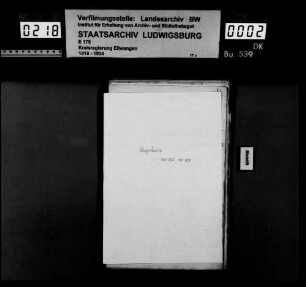 0218
Verfilmungsstelle: Landesarchiv BW
Institut für Erhaltung von Archiv- und Bibliotheksgut
STAATSARCHIV LUDWIGSBURG
E 175
Kreisregierung Ellwangen
1818 - 1924
0002
DK
Bu. 539